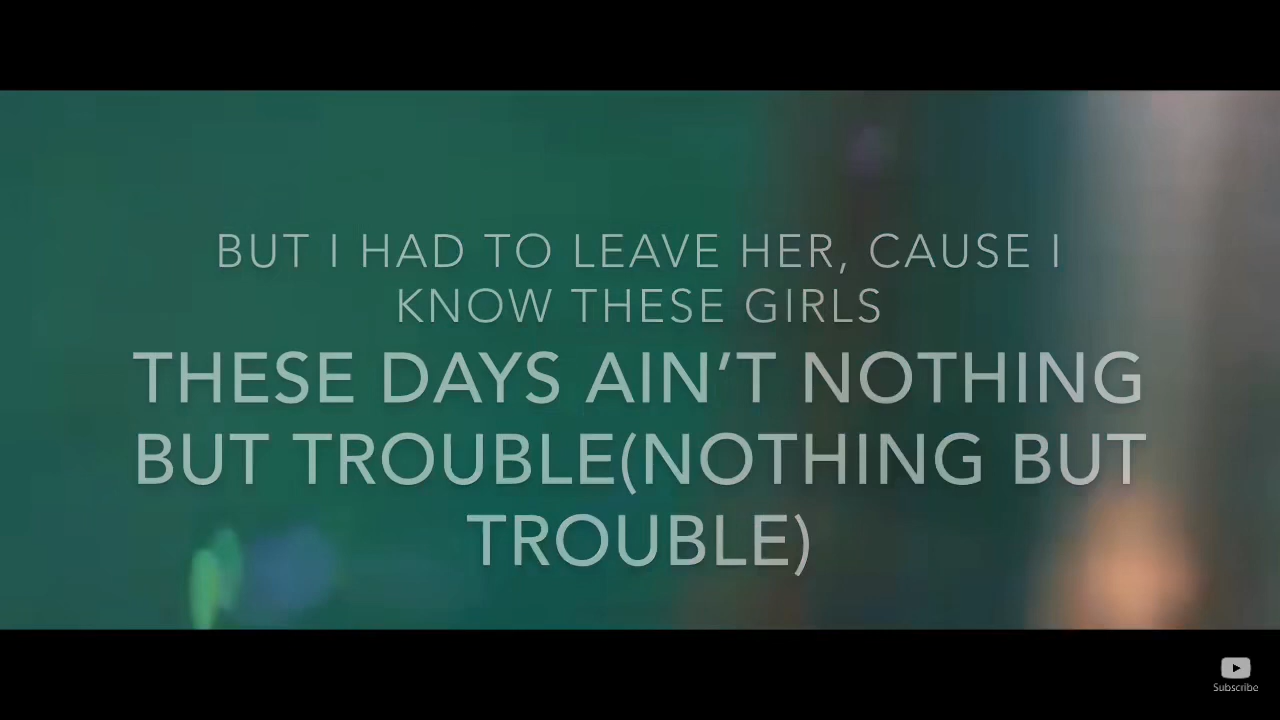 BUT I HAD TO LEAVE HER, CAUSE I
KNOW THESE GIRLS
THESE DAYS AIN'T NOTHING
BUT TROUBLE(NOTHING BUT
TROUBLE)
Subscribe